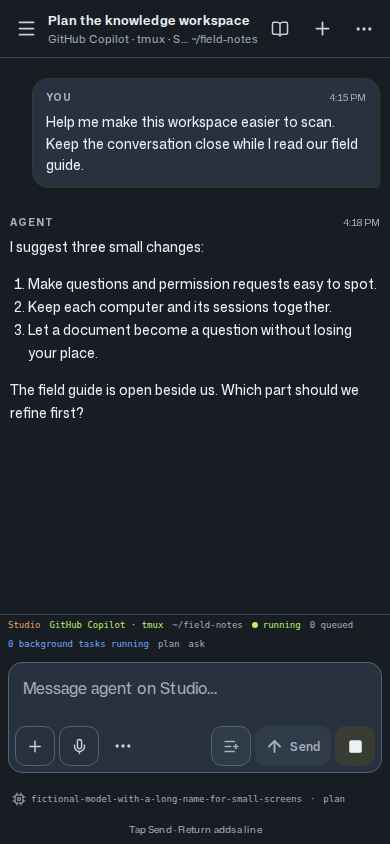 Plan the knowledge workspace
GitHub Copilot · tmux · S… ~/field-notes
YOU 4:15 PM
Help me make this workspace easier to scan.
Keep the conversation close while I read our field
guide.
AGENT 4:18 PM
I suggest three small changes:
1. Make questions and permission requests easy to spot.
2. Keep each computer and its sessions together.
3. Let a document become a question without losing
your place.
The field guide is open beside us. Which part should we
refine first?
Studio GitHub Copilot · tmux ~/field-notes running 0 queued
0 background tasks running plan ask
Message agent on Studio…
Send
fictional-model-with-a-long-name-for-small-screens · plan
Tap Send · Return adds a line